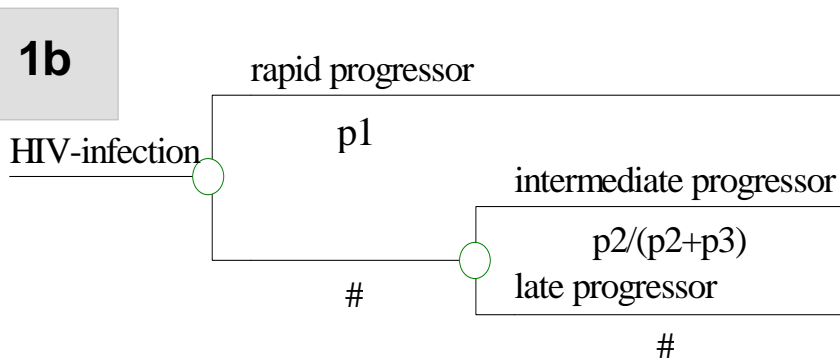 1b
rapid progressor
p1
HIV-infection
intermediate progressor
p2/(p2+p3)
late progressor
#
#